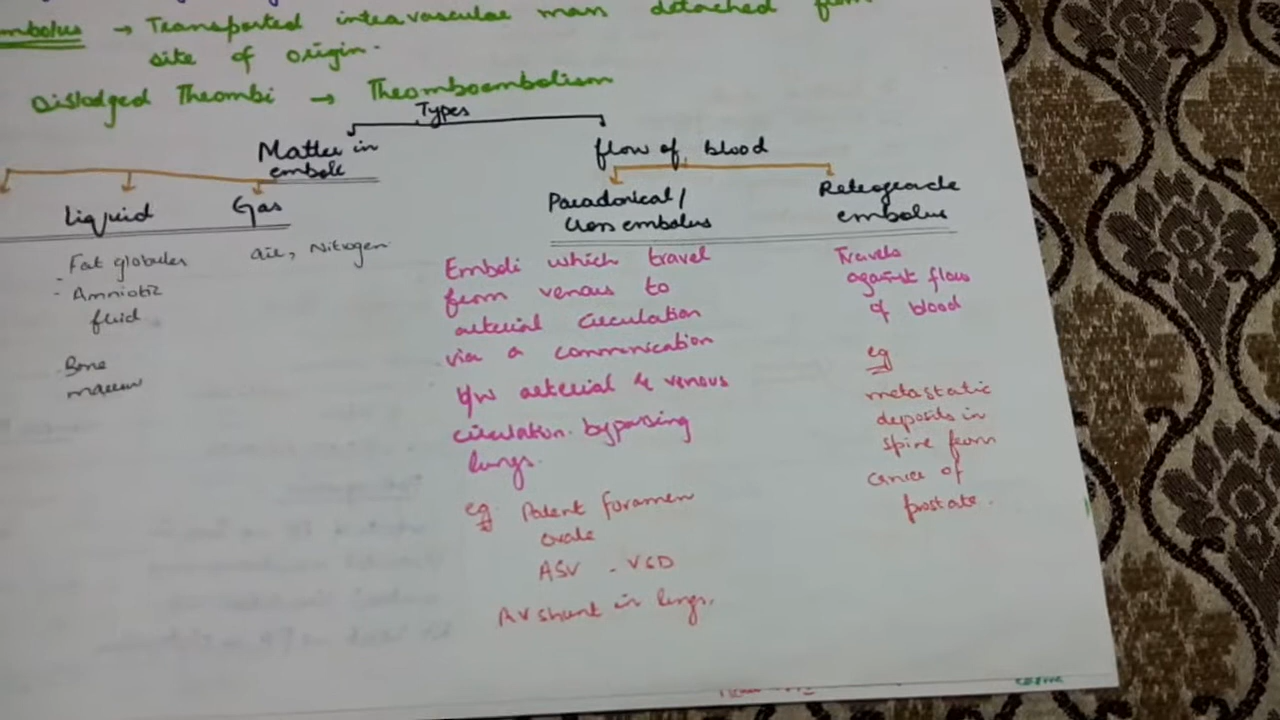 mbolus → Transported intravascular mass detached from
site of origin.
Dislodged Thrombi → Thromboembolism
Types
Matter in
emboli
flow of blood
Liquid
Gas
Paradoxical /
Cross embolus
Retrograde
embolus
Fat globules
- Amniotic
fluid
Bone
marrow
air, Nitrogen
Emboli which travel
from venous to
arterial circulation
via a communication
b/w arterial & venous
circulation bypassing
lungs.
eg Patent foramen
ovale
ASV - VSD
AV shunt in lungs.
Travels
against flow
of blood
eg
metastatic
deposits in
spine from
cancer of
prostate.